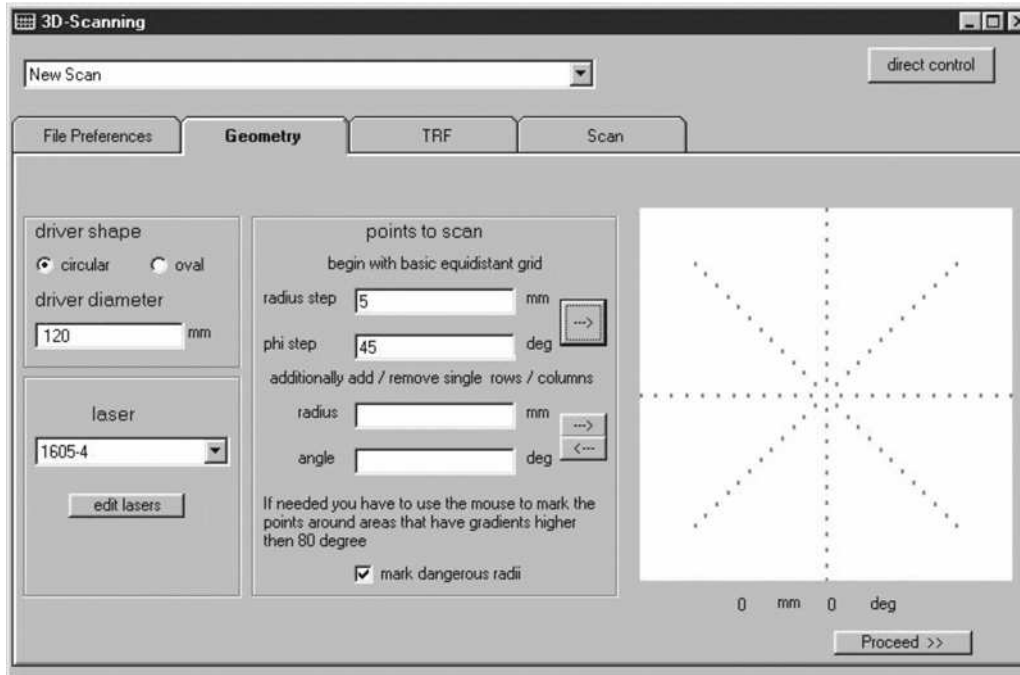 3D-Scanning
New Scan
direct control
File Preferences
Geometry
TRF
Scan
driver shape
circular
oval
driver diameter
120
mm
laser
1605-4
edit lasers
points to scan
begin with basic equidistant grid
radius step
5
mm
--->
phi step
45
deg
additionally add / remove single rows / columns
radius
mm
--->
angle
deg
<---
If needed you have to use the mouse to mark the
points around areas that have gradients higher
then 80 degree
mark dangerous radii
0 mm 0 deg
Proceed >>